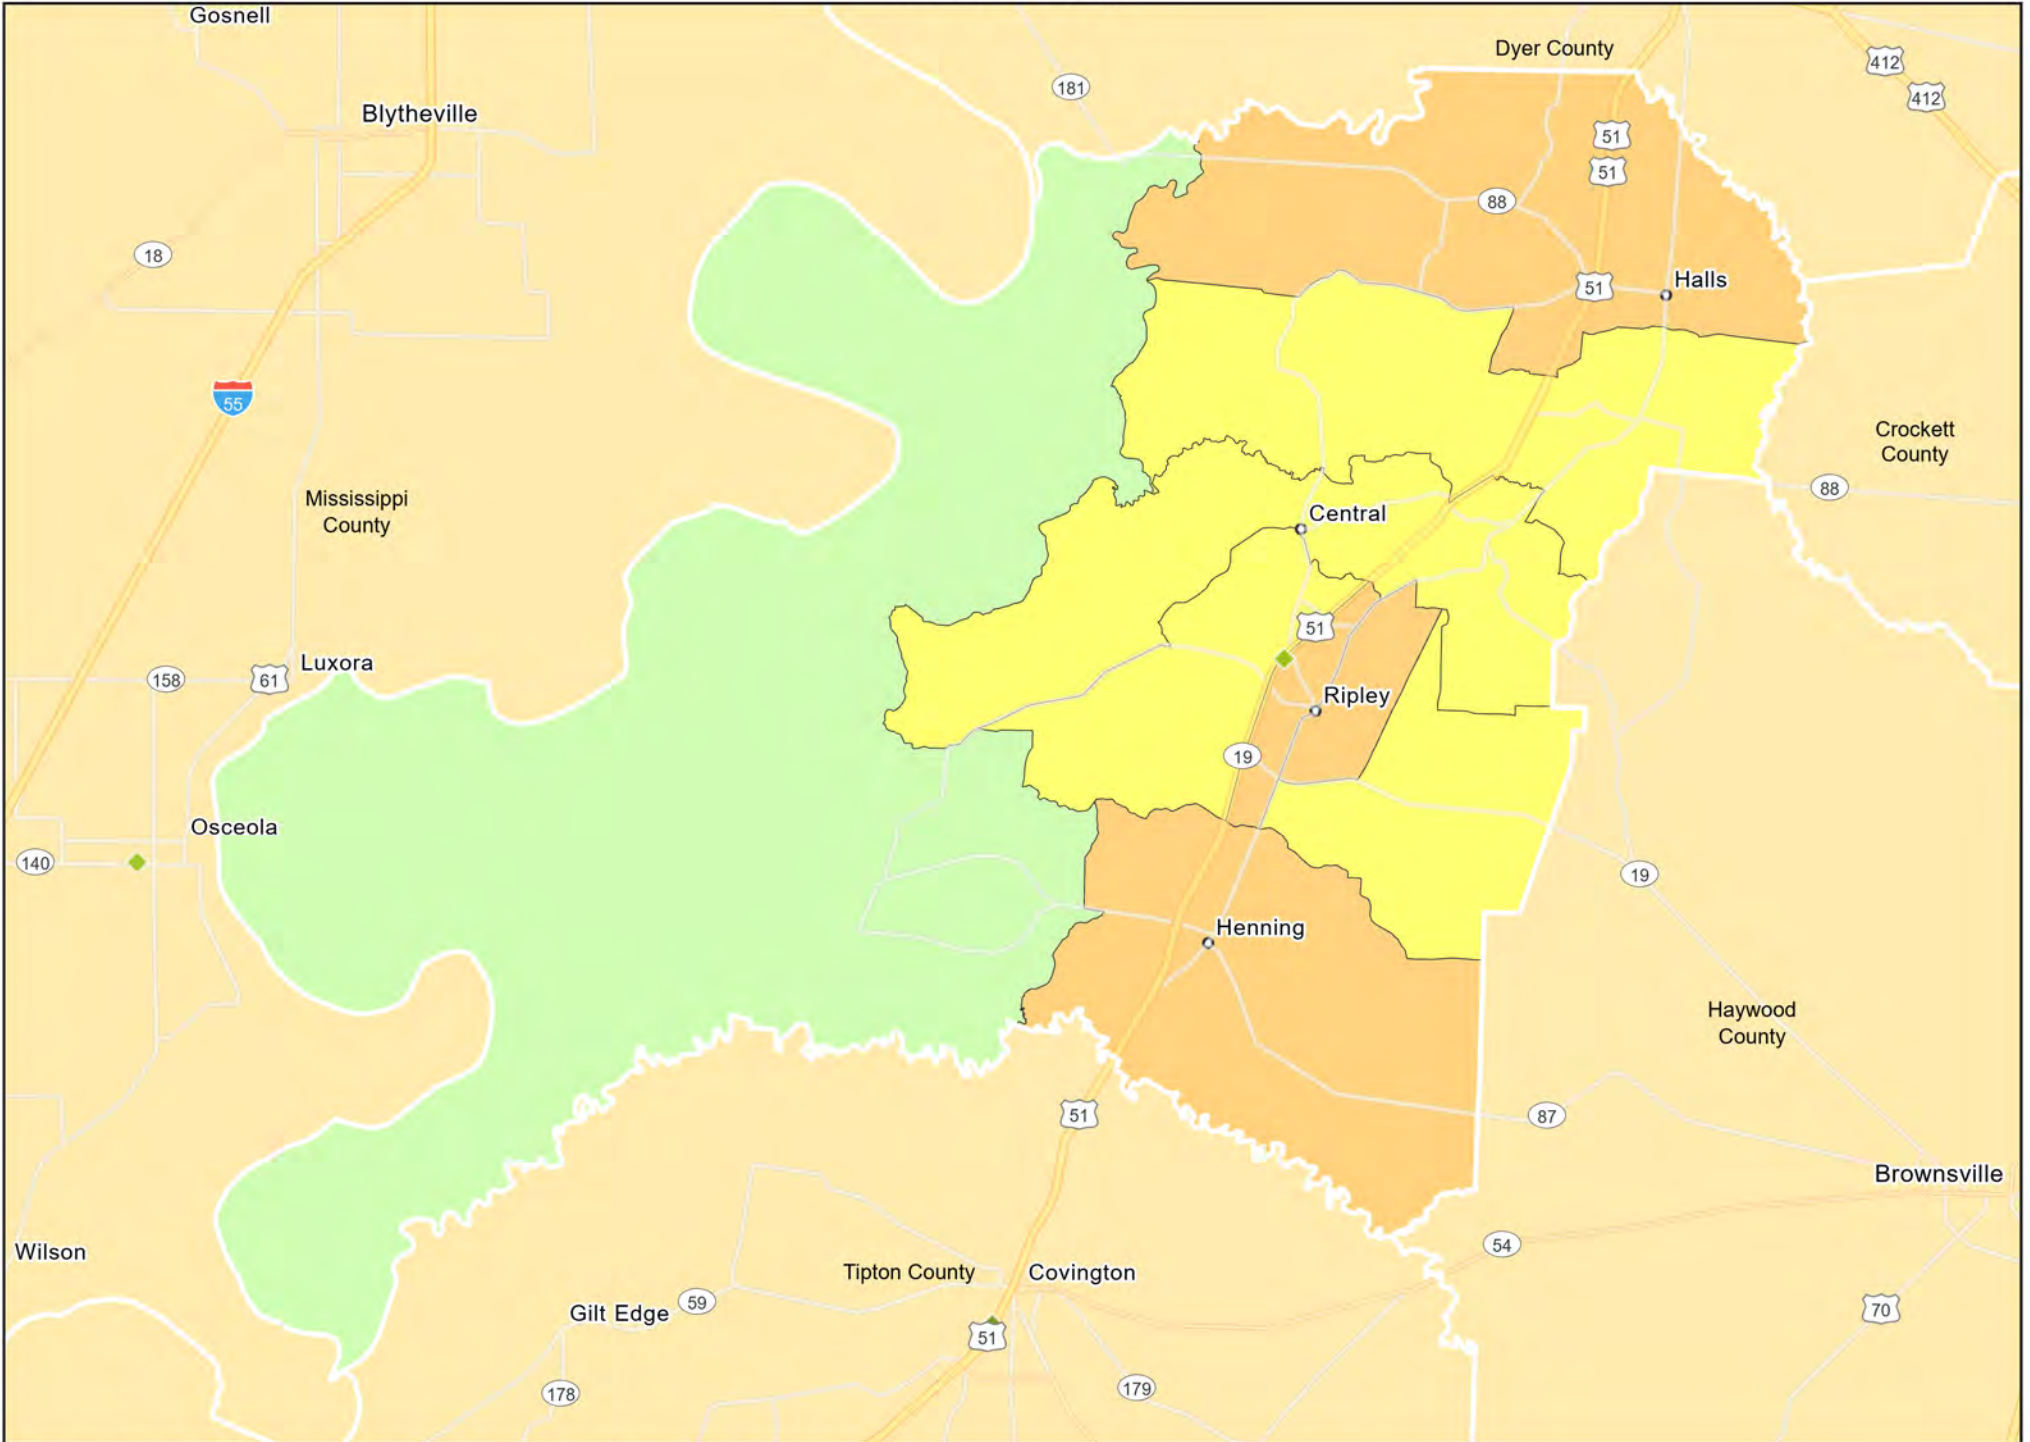 Gosnell
Dyer County
412
181
412
Blytheville
51
51
88
18
Halls
51
55
Crockett
County
88
Mississippi
County
Central
51
Luxora
158
61
Ripley
19
Osceola
140
19
Henning
Haywood
County
51
87
Brownsville
54
Wilson
Tipton County
Covington
59
Gilt Edge
70
51
178
179